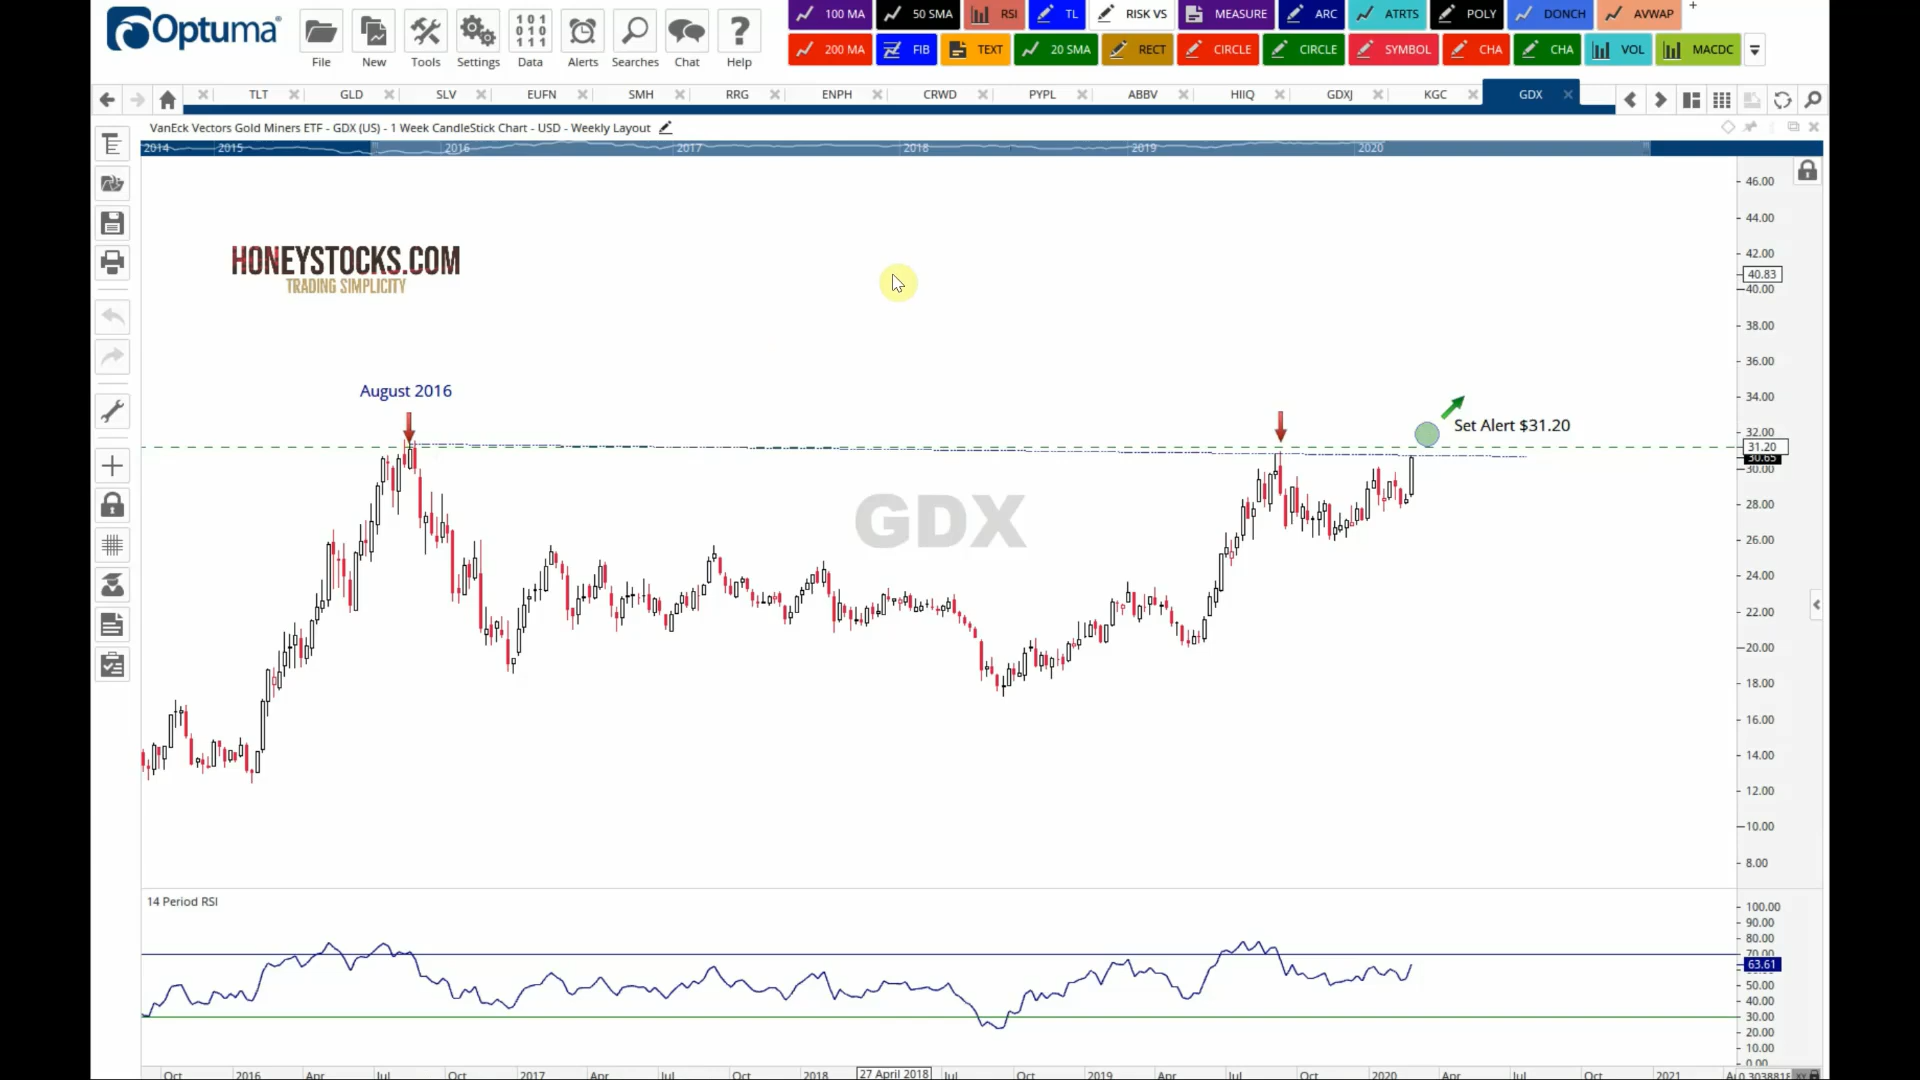 Optuma
File
New
Tools
Settings
101
010
111
Data
Alerts
Searches
Chat
?
Help
100 MA
50 SMA
RSI
TL
RISK VS
MEASURE
ARC
ATRTS
POLY
DONCH
AVWAP
+
200 MA
FIB
TEXT
20 SMA
RECT
CIRCLE
CIRCLE
SYMBOL
CHA
CHA
VOL
MACDC
TLT
GLD
SLV
EUFN
SMH
RRG
ENPH
CRWD
PYPL
ABBV
HIIQ
GDXJ
KGC
GDX
VanEck Vectors Gold Miners ETF - GDX (US) - 1 Week CandleStick Chart - USD - Weekly Layout
2014
2015
2016
2017
2018
2019
2020
HONEYSTOCKS.COM
TRADING SIMPLICITY
August 2016
Set Alert $31.20
GDX
46.00
44.00
42.00
40.83
40.00
38.00
36.00
34.00
32.00
31.20
30.65
30.00
28.00
26.00
24.00
22.00
20.00
18.00
16.00
14.00
12.00
10.00
8.00
14 Period RSI
100.00
90.00
80.00
70.00
63.61
50.00
40.00
30.00
20.00
10.00
0.00
Oct
2016
Apr
Jul
Oct
2017
Apr
Jul
Oct
2018
27 April 2018
Jul
Oct
2019
Apr
Jul
Oct
2020
Apr
Jul
Oct
2021